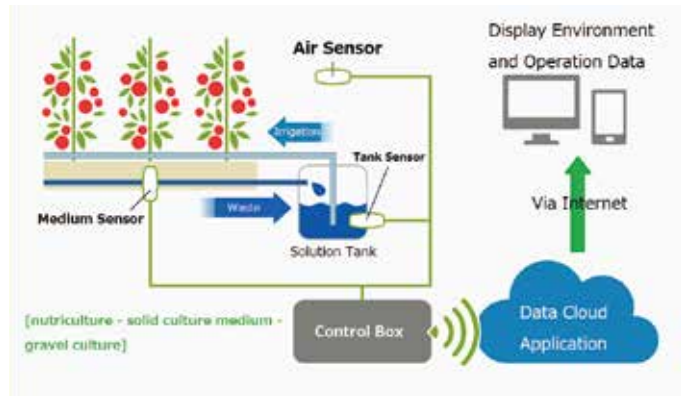 Display Environment
and Operation Data
Air Sensor
Irrigation
Tank Sensor
Medium Sensor
Waste
Solution Tank
Via Internet
[nutriculture - solid culture medium -
gravel culture]
Control Box
Data Cloud
Application